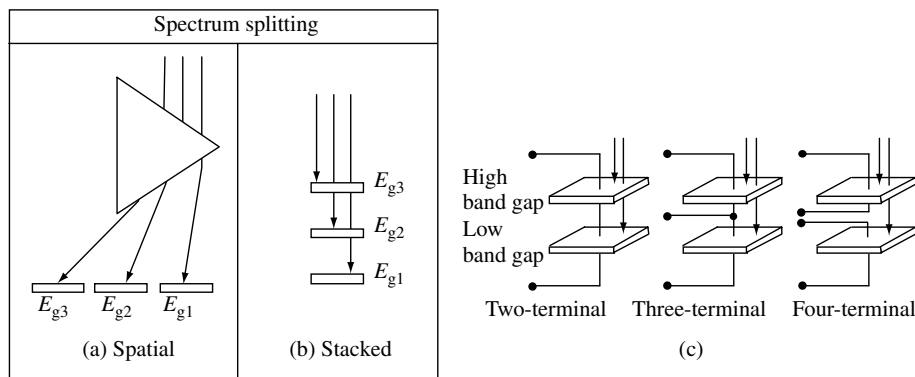 Spectrum splitting
E_g3
E_g2
E_g1
(a) Spatial
E_g3
E_g2
E_g1
(b) Stacked
High
band gap
Low
band gap
Two-terminal
Three-terminal
Four-terminal
(c)